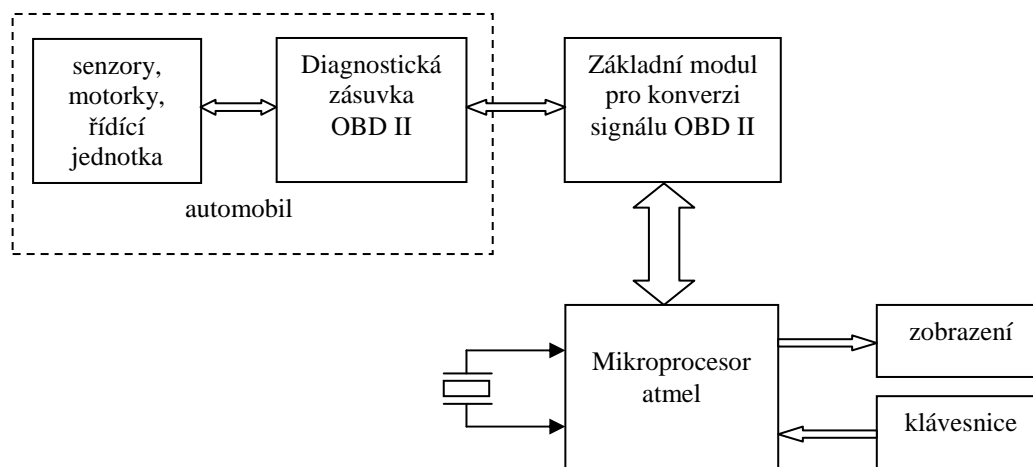 senzory,
motorky,
řídící
jednotka
Diagnostická
zásuvka
OBD II
Základní modul
pro konverzi
signálu OBD II
automobil
Mikroprocesor
atmel
zobrazení
klávesnice